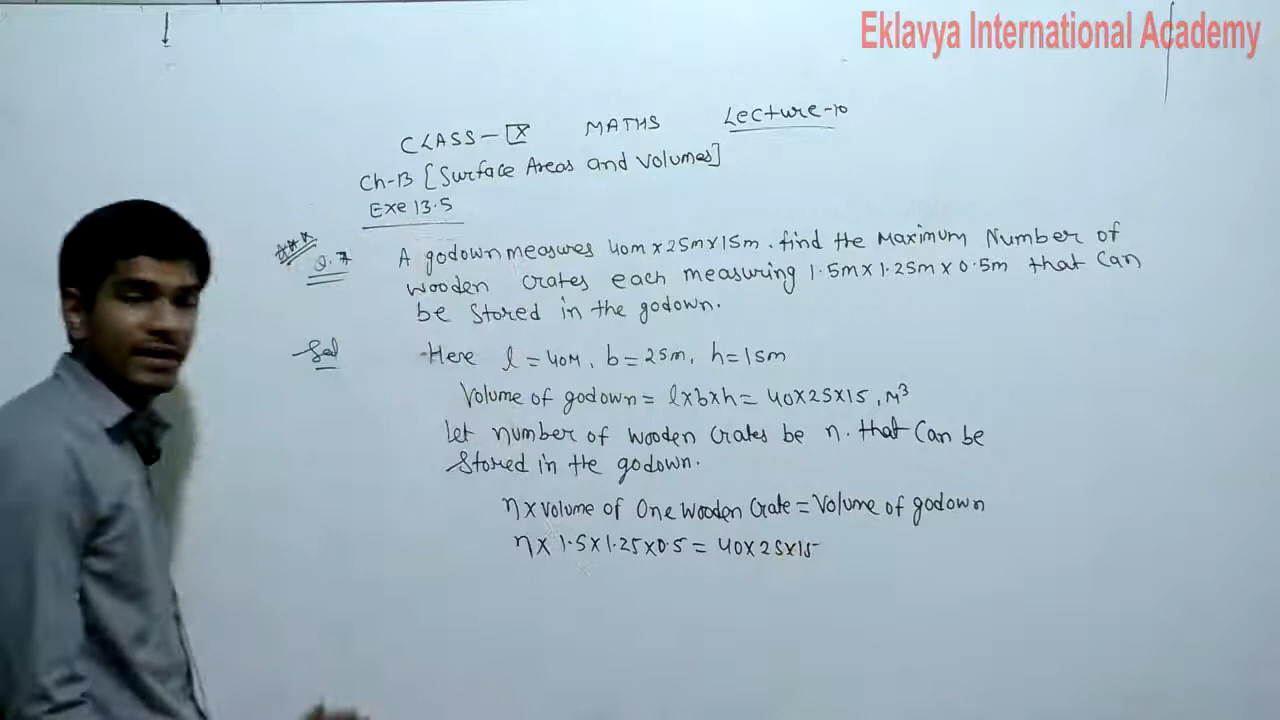 Eklavya International Academy
CLASS - IX MATHS Lecture-10
Ch-13 [Surface Areas and Volumes]
Exe 13.5
Q.7 A godown measures 40m x 25m x 15m. find the Maximum Number of
wooden crates each measuring 1.5m x 1.25m x 0.5m that can
be stored in the godown.
Sol Here l = 40m, b = 25m, h = 15m
Volume of godown = l x b x h = 40 x 25 x 15, m³
Let number of wooden crates be n. that can be
stored in the godown.
n x volume of one wooden crate = Volume of godown
n x 1.5 x 1.25 x 0.5 = 40 x 25 x 15